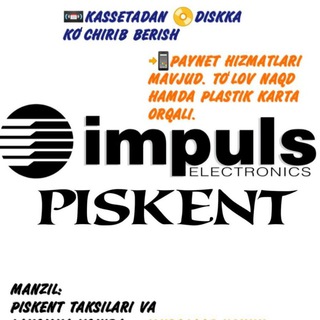 📼KASSETADAN 📀DISKKA
KO'CHIRIB BERISH
➜📱PAYNET HIZMATLARI
MAVJUD. TO'LOV NAQD
HAMDA PLASTIK KARTA
ORQALI.
impuls
ELECTRONICS
PISKENT
MANZIL:
PISKENT TAKSILARI VA